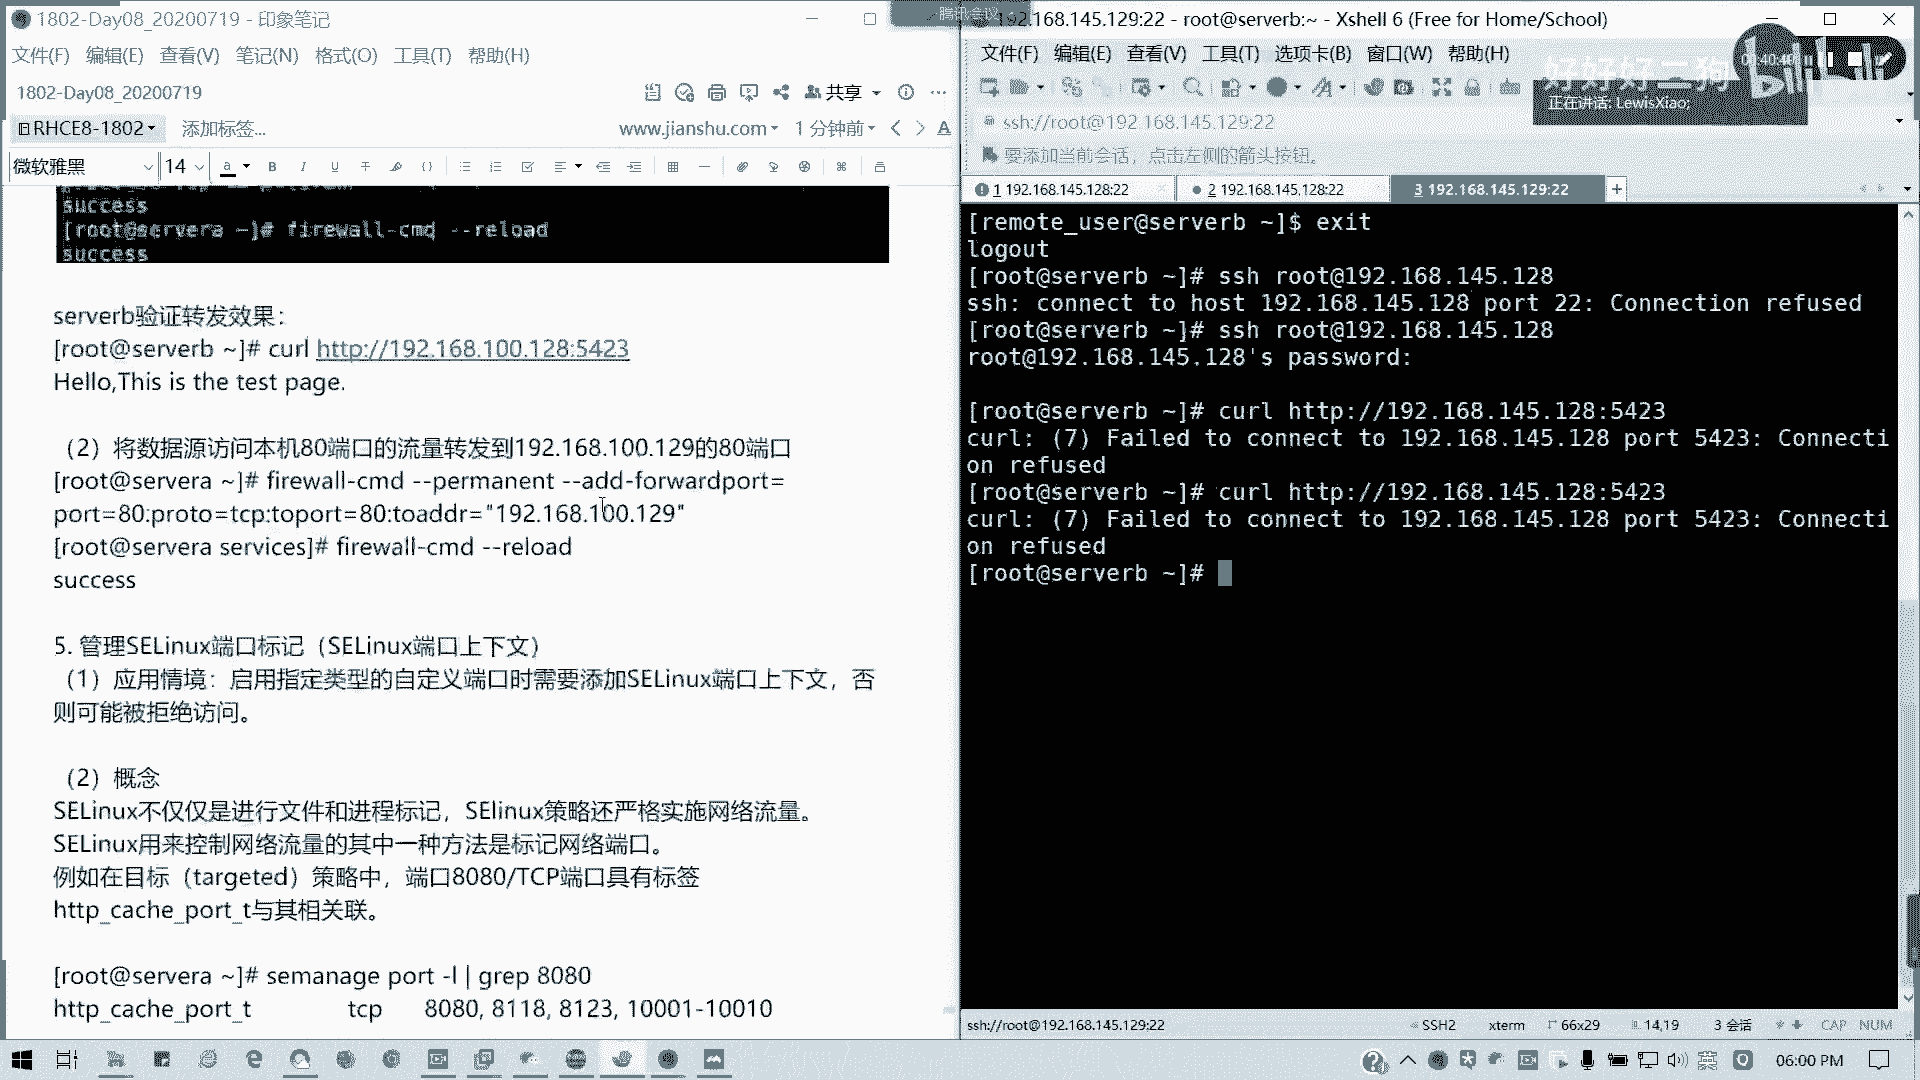 1802-Day08_20200719 - 印象笔记
文件(F) 编辑(E) 查看(V) 笔记(N) 格式(O) 工具(T) 帮助(H)
1802-Day08_20200719
共享
RHCE8-1802
添加标签...
www.jianshu.com
1 分钟前
微软雅黑 14
success
[root@servera ~]# firewall-cmd --reload
success
serverb验证转发效果：
[root@serverb ~]# curl http://192.168.100.128:5423
Hello,This is the test page.
（2）将数据源访问本机80端口的流量转发到192.168.100.129的80端口
[root@servera ~]# firewall-cmd --permanent --add-forwardport=
port=80:proto=tcp:toport=80:toaddr="192.168.100.129"
[root@servera services]# firewall-cmd --reload
success
5. 管理SELinux端口标记（SELinux端口上下文）
（1）应用情境：启用指定类型的自定义端口时需要添加SELinux端口上下文，否
则可能被拒绝访问。
（2）概念
SELinux不仅仅是进行文件和进程标记，SElinux策略还严格实施网络流量。
SELinux用来控制网络流量的其中一种方法是标记网络端口。
例如在目标（targeted）策略中，端口8080/TCP端口具有标签
http_cache_port_t与其相关联。
[root@servera ~]# semanage port -l | grep 8080
http_cache_port_t tcp 8080, 8118, 8123, 10001-10010
腾讯会议
192.168.145.129:22 - root@serverb:~ - Xshell 6 (Free for Home/School)
文件(F) 编辑(E) 查看(V) 工具(T) 选项卡(B) 窗口(W) 帮助(H)
好好好二狗
bilibili
00:40:40
正在讲话: LewisXiao;
ssh://root@192.168.145.129:22
要添加当前会话，点击左侧的箭头按钮。
1 192.168.145.128:22
2 192.168.145.128:22
3 192.168.145.129:22
[remote_user@serverb ~]$ exit
logout
[root@serverb ~]# ssh root@192.168.145.128
ssh: connect to host 192.168.145.128 port 22: Connection refused
[root@serverb ~]# ssh root@192.168.145.128
root@192.168.145.128's password:
[root@serverb ~]# curl http://192.168.145.128:5423
curl: (7) Failed to connect to 192.168.145.128 port 5423: Connecti
on refused
[root@serverb ~]# curl http://192.168.145.128:5423
curl: (7) Failed to connect to 192.168.145.128 port 5423: Connecti
on refused
[root@serverb ~]#
ssh://root@192.168.145.129:22
SSH2
xterm
66x29
14,19
3 会话
CAP NUM
英
06:00 PM